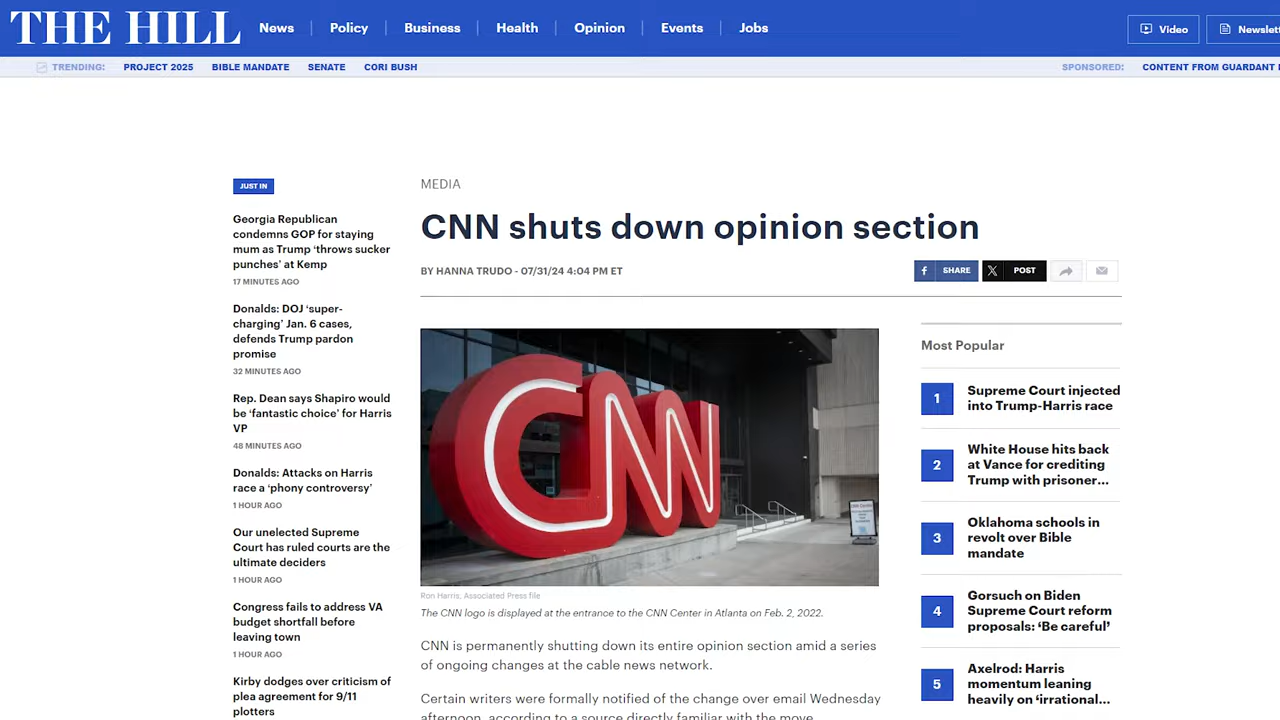 THE HILL
News
Policy
Business
Health
Opinion
Events
Jobs
Video
TRENDING:
PROJECT 2025
BIBLE MANDATE
SENATE
CORI BUSH
SPONSORED:
CONTENT FROM GUARDANT
JUST IN
Georgia Republican
condemns GOP for staying
mum as Trump ‘throws sucker
punches’ at Kemp
17 MINUTES AGO
Donalds: DOJ ‘super-
charging’ Jan. 6 cases,
defends Trump pardon
promise
32 MINUTES AGO
Rep. Dean says Shapiro would
be ‘fantastic choice’ for Harris
VP
48 MINUTES AGO
Donalds: Attacks on Harris
race a ‘phony controversy’
1 HOUR AGO
Our unelected Supreme
Court has ruled courts are the
ultimate deciders
1 HOUR AGO
Congress fails to address VA
budget shortfall before
leaving town
1 HOUR AGO
Kirby dodges over criticism of
plea agreement for 9/11
plotters
MEDIA
CNN shuts down opinion section
BY HANNA TRUDO - 07/31/24 4:04 PM ET
SHARE
POST
CNN
Ron Harris, Associated Press file
The CNN logo is displayed at the entrance to the CNN Center in Atlanta on Feb. 2, 2022.
CNN is permanently shutting down its entire opinion section amid a series
of ongoing changes at the cable news network.
Certain writers were formally notified of the change over email Wednesday
afternoon, according to a source directly familiar with the move.
Most Popular
1
Supreme Court injected
into Trump-Harris race
2
White House hits back
at Vance for crediting
Trump with prisoner...
3
Oklahoma schools in
revolt over Bible
mandate
4
Gorsuch on Biden
Supreme Court reform
proposals: ‘Be careful’
5
Axelrod: Harris
momentum leaning
heavily on ‘irrational...